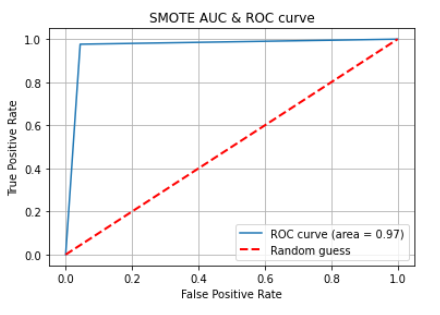 SMOTE AUC & ROC curve
1.0
0.8
0.6
0.4
0.2
0.0
True Positive Rate
ROC curve (area = 0.97)
Random guess
0.0 0.2 0.4 0.6 0.8 1.0
False Positive Rate